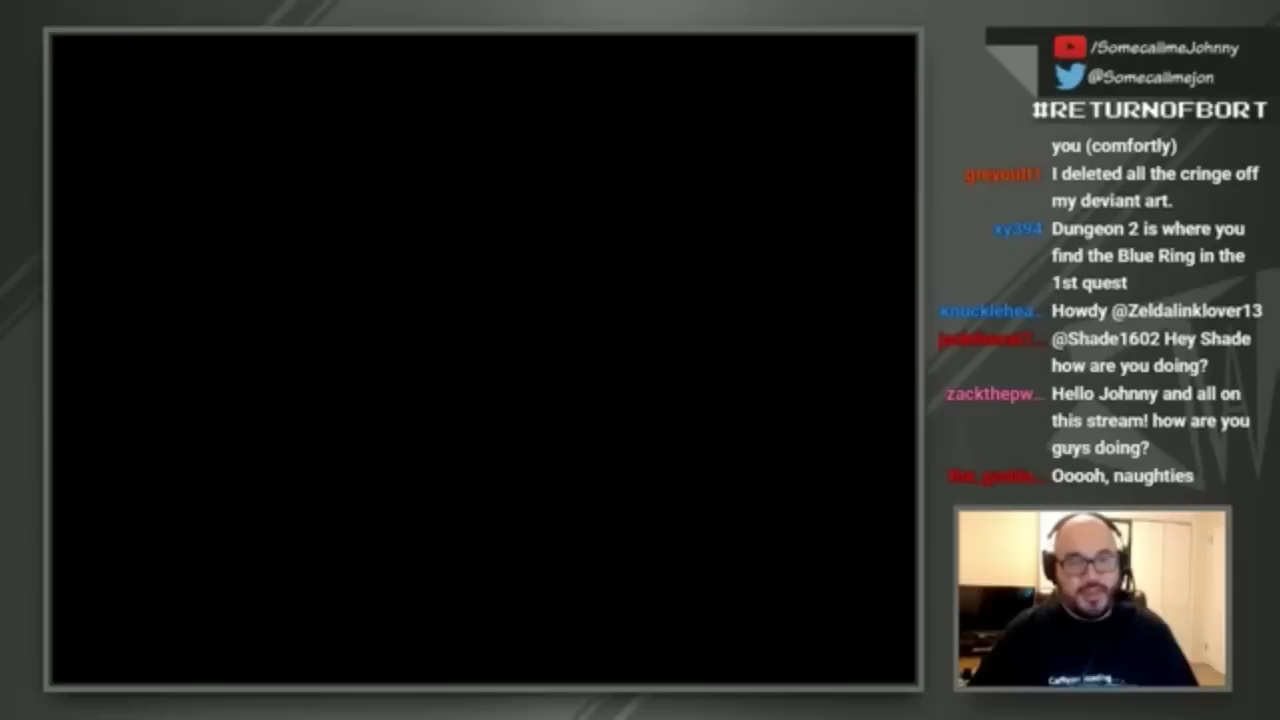 /SomecallmeJohnny
@Somecallmejon
#RETURNOFBORT
you (comfortly)
I deleted all the cringe off
my deviant art.
xy394 Dungeon 2 is where you
find the Blue Ring in the
1st quest
knucklehea... Howdy @Zeldalinklover13
@Shade1602 Hey Shade
how are you doing?
zackthepw... Hello Johnny and all on
this stream! how are you
guys doing?
Ooooh, naughties